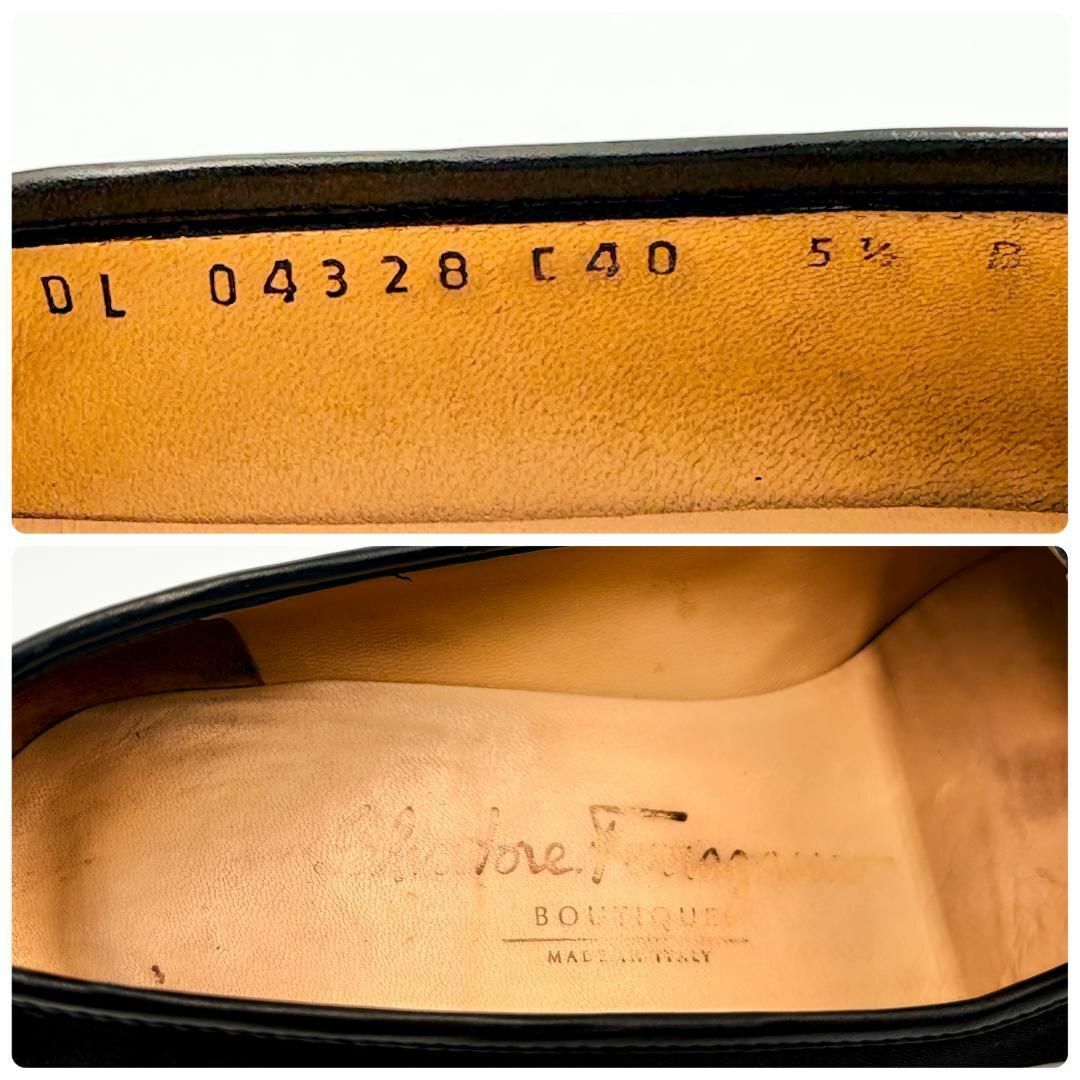 DL 04328 C40 5½ B
Salvatore Ferragamo
BOUTIQUE
MADE IN ITALY